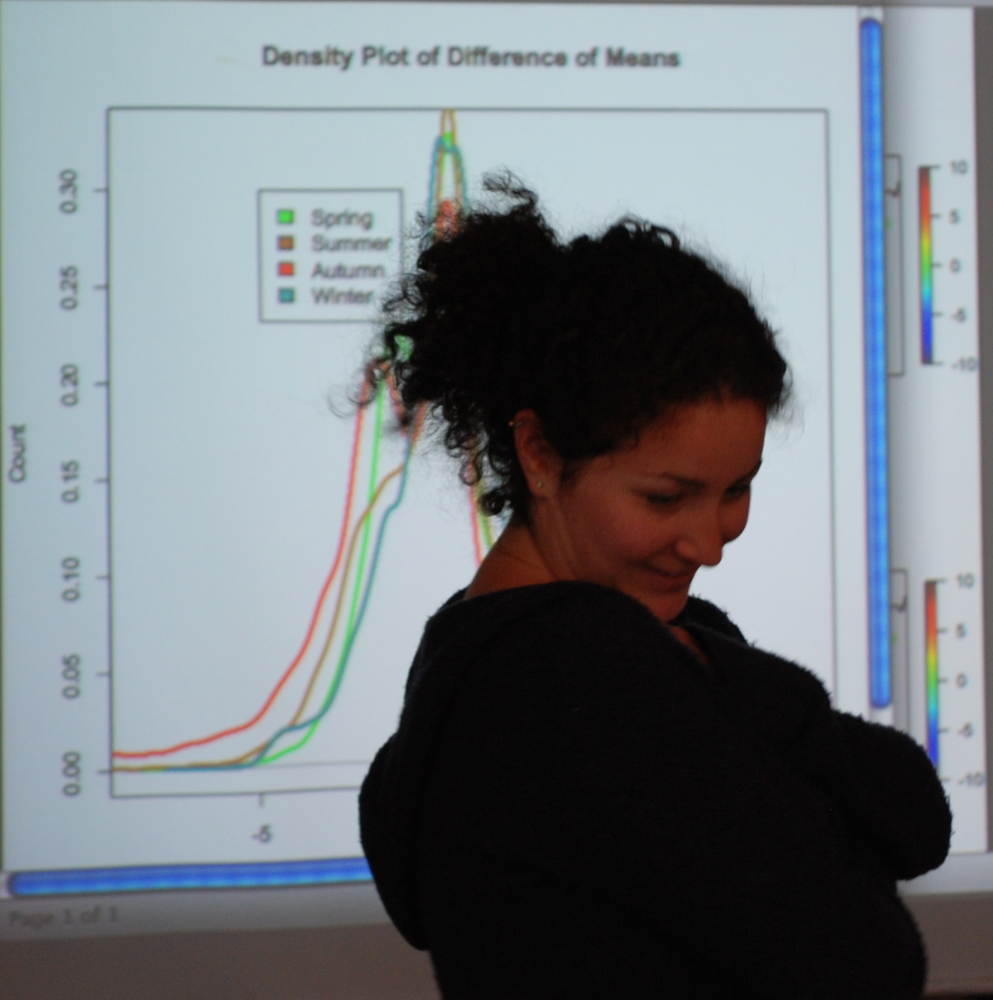 Density Plot of Difference of Means
0.30
0.25
0.20
0.15
0.10
0.05
0.00
Count
Spring
Summer
Autumn
Winter
-5
10
5
0
-5
-10
10
5
0
-5
-10
Page 1 of 1